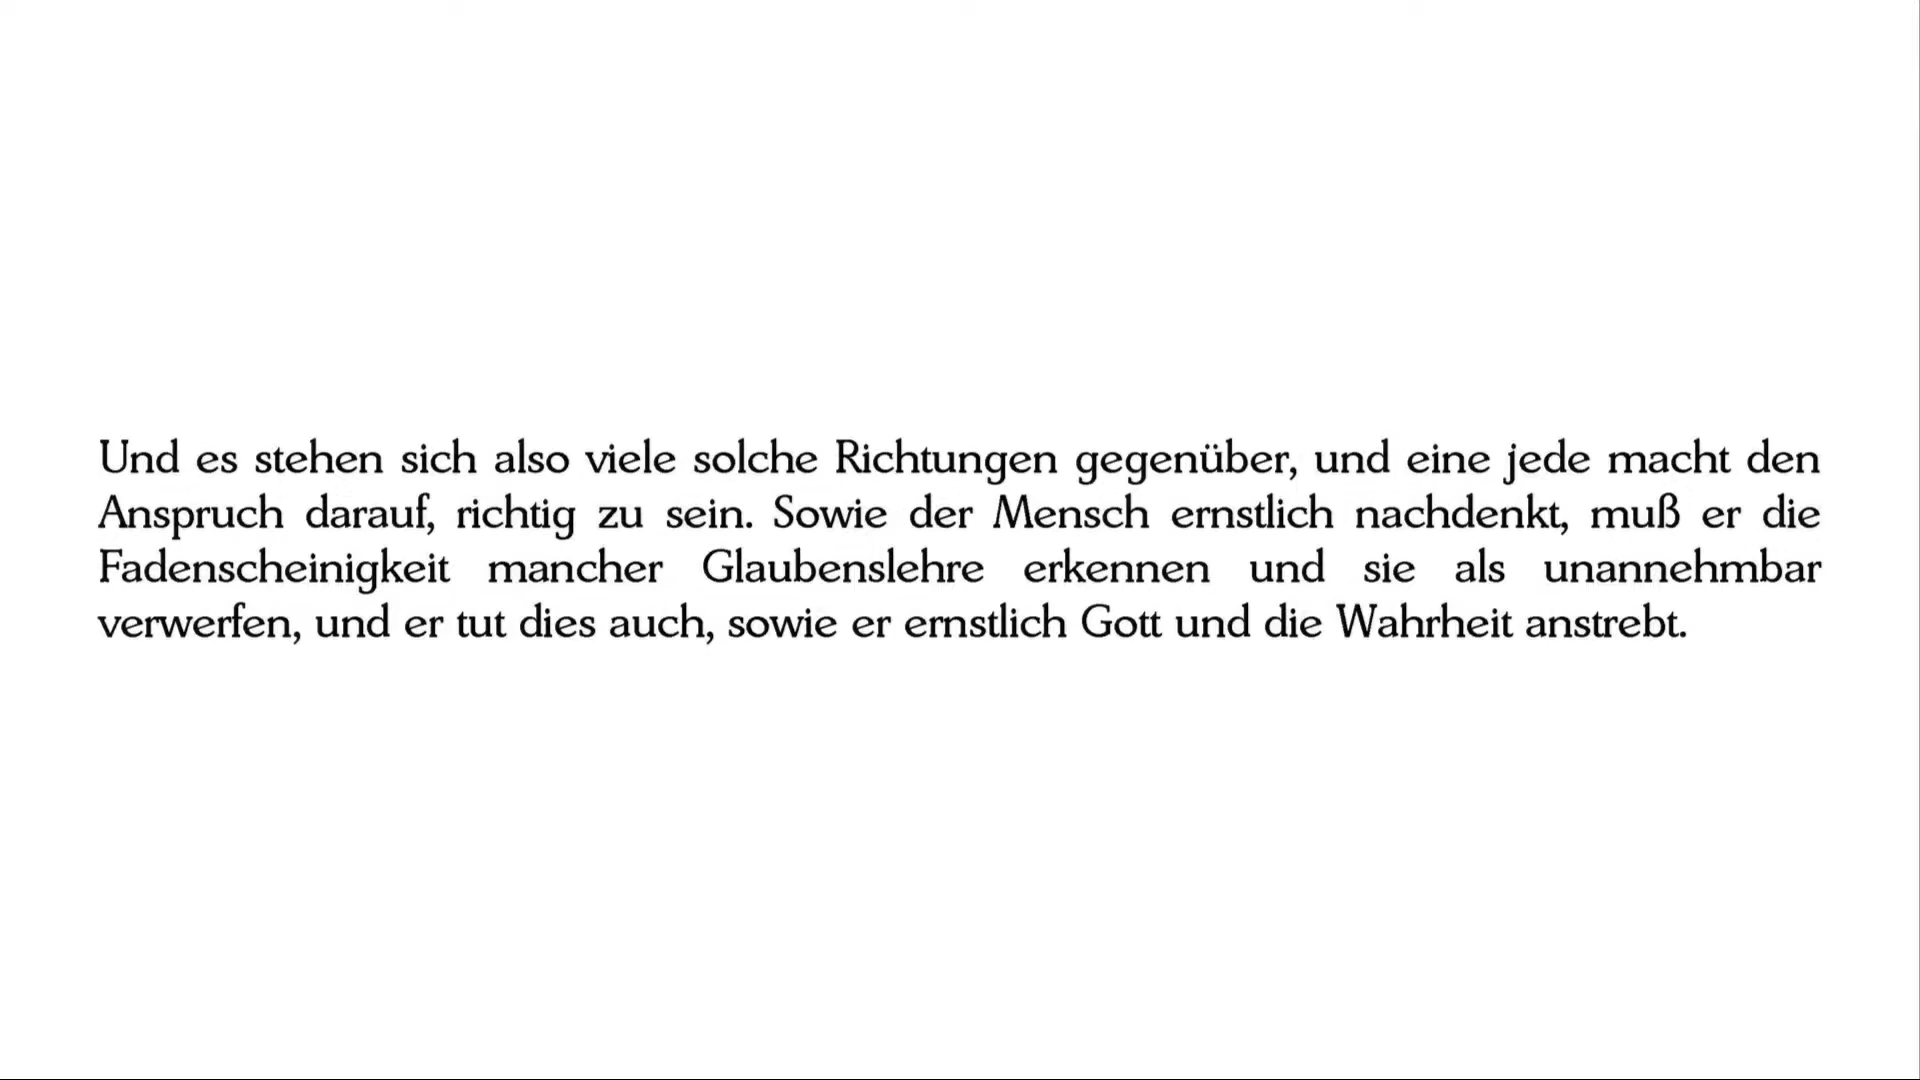 Und es stehen sich also viele solche Richtungen gegenüber, und eine jede macht den
Anspruch darauf, richtig zu sein. Sowie der Mensch ernstlich nachdenkt, muß er die
Fadenscheinigkeit mancher Glaubenslehre erkennen und sie als unannehmbar
verwerfen, und er tut dies auch, sowie er ernstlich Gott und die Wahrheit anstrebt.